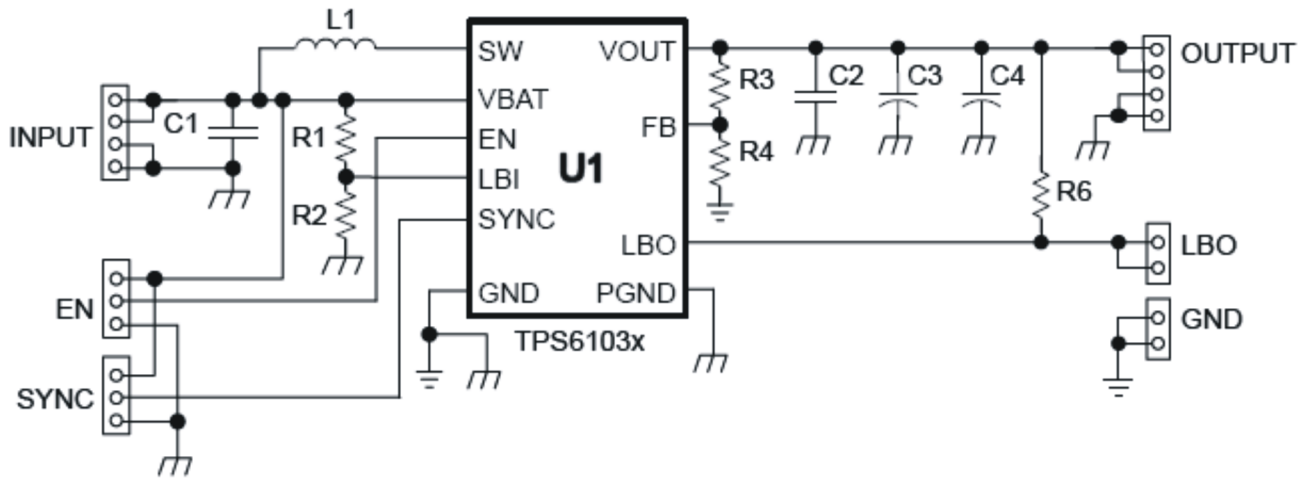 L1
SW
VOUT
OUTPUT
R3
C2
C3
C4
VBAT
INPUT
C1
R1
EN
FB
U1
R4
LBI
R2
SYNC
R6
LBO
LBO
GND
PGND
EN
GND
TPS6103x
SYNC